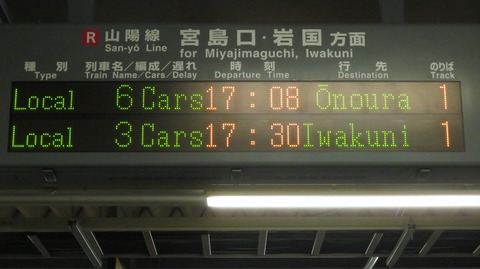 R 山陽線 宮島口・岩国方面
San-yō Line for Miyajimaguchi, Iwakuni
種別 列車名/編成/遅れ 時刻 行先 のりば
Type Train Name/Cars/Delay Departure Time Destination Track
Local 6 Cars 17:08 Ōnoura 1
Local 3 Cars 17:30 Iwakuni 1